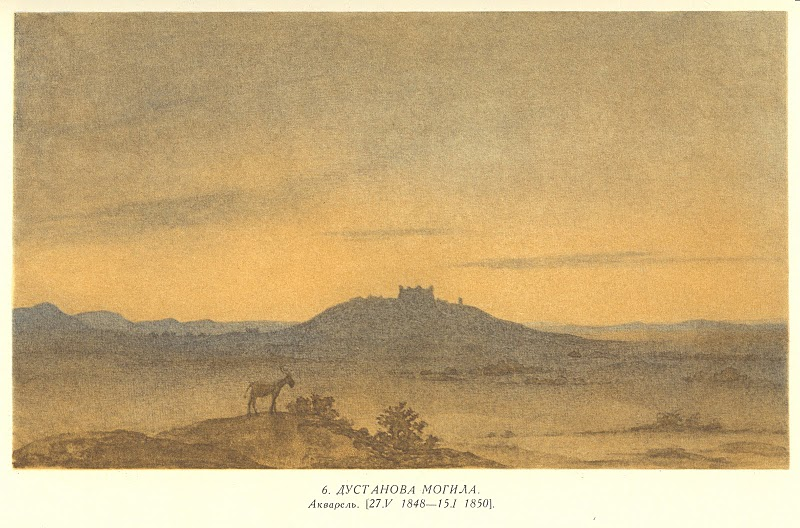 6. ДУСТАНОВА МОГИЛА.
Акварель. [27.V 1848—15.I 1850].